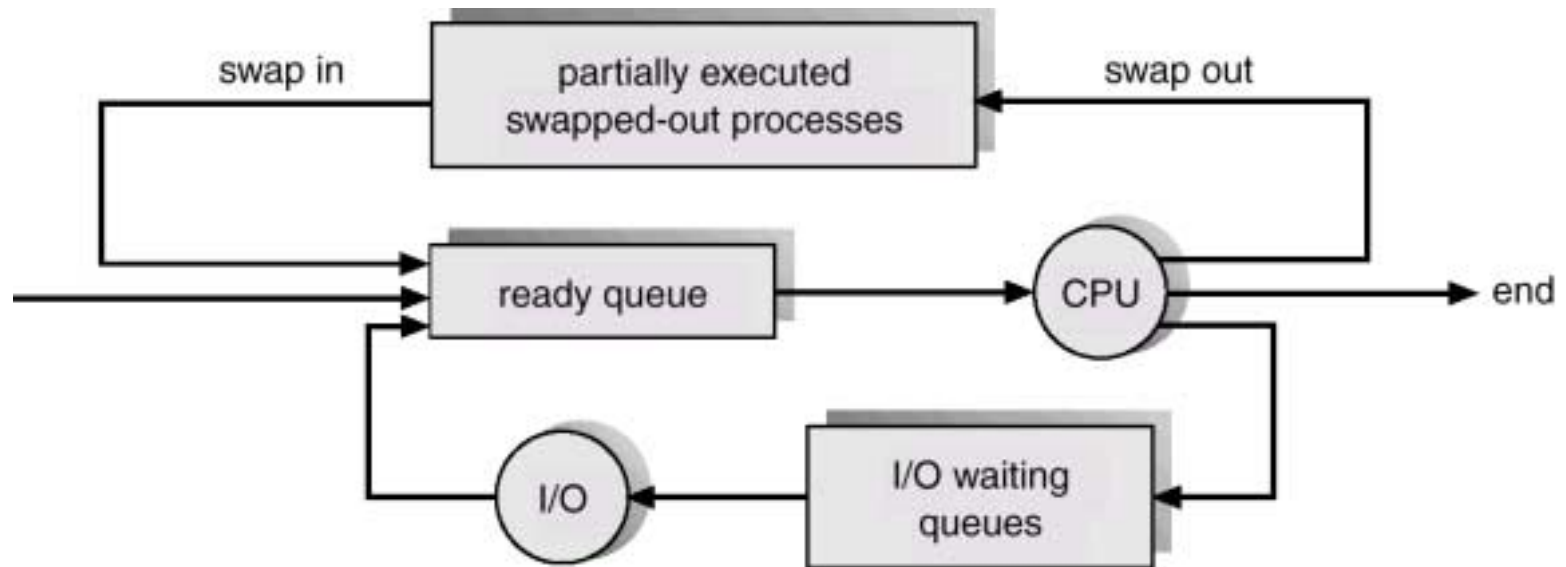 swap in
partially executed
swapped-out processes
swap out
ready queue
CPU
end
I/O
I/O waiting
queues